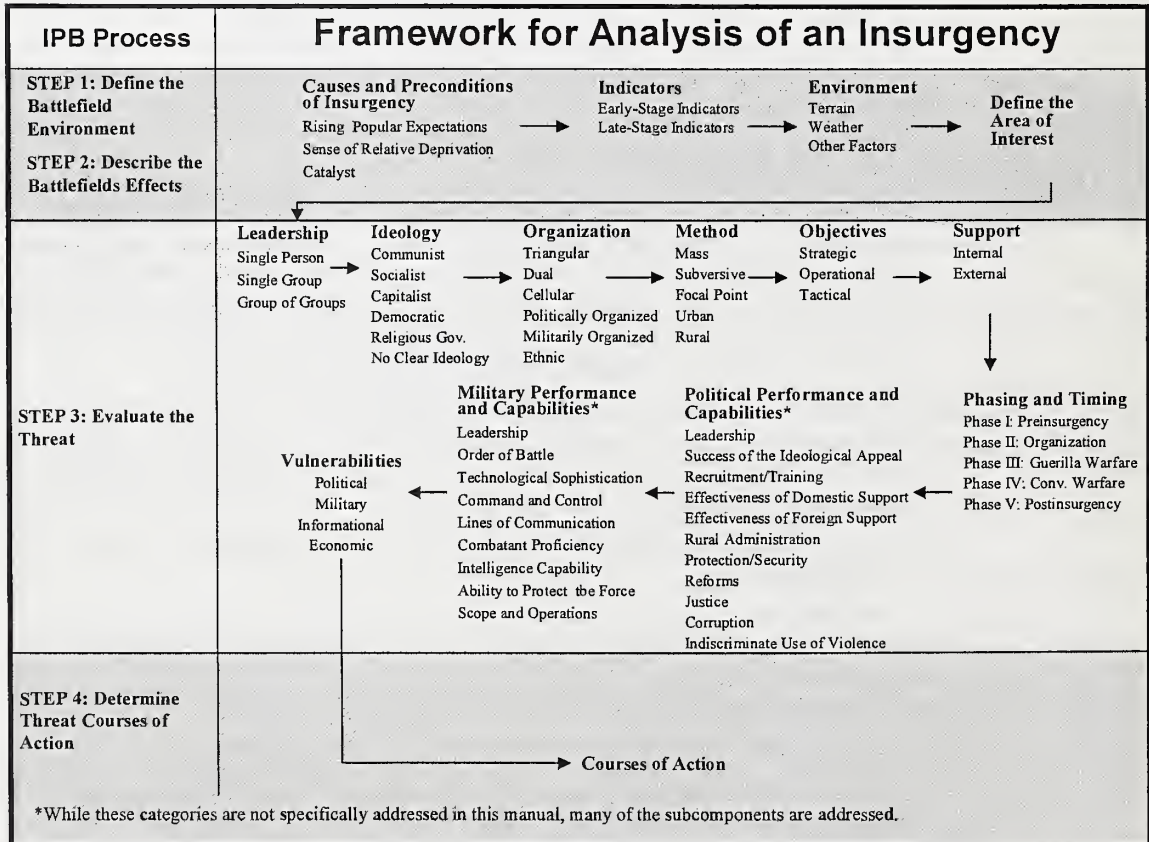 IPB Process
Framework for Analysis of an Insurgency
STEP 1: Define the
Battlefield
Environment
STEP 2: Describe the
Battlefields Effects
Causes and Preconditions
of Insurgency
Rising Popular Expectations
Sense of Relative Deprivation
Catalyst
Indicators
Early-Stage Indicators
Late-Stage Indicators
Environment
Terrain
Weather
Other Factors
Define the
Area of
Interest
STEP 3: Evaluate the
Threat
Leadership
Single Person
Single Group
Group of Groups
Ideology
Communist
Socialist
Capitalist
Democratic
Religious Gov.
No Clear Ideology
Organization
Triangular
Dual
Cellular
Politically Organized
Militarily Organized
Ethnic
Method
Mass
Subversive
Focal Point
Urban
Rural
Objectives
Strategic
Operational
Tactical
Support
Internal
External
Phasing and Timing
Phase I: Preinsurgency
Phase II: Organization
Phase III: Guerilla Warfare
Phase IV: Conv. Warfare
Phase V: Postinsurgency
Political Performance and
Capabilities*
Leadership
Success of the Ideological Appeal
Recruitment/Training
Effectiveness of Domestic Support
Effectiveness of Foreign Support
Rural Administration
Protection/Security
Reforms
Justice
Corruption
Indiscriminate Use of Violence
Military Performance
and Capabilities*
Leadership
Order of Battle
Technological Sophistication
Command and Control
Lines of Communication
Combatant Proficiency
Intelligence Capability
Ability to Protect the Force
Scope and Operations
Vulnerabilities
Political
Military
Informational
Economic
STEP 4: Determine
Threat Courses of
Action
Courses of Action
*While these categories are not specifically addressed in this manual, many of the subcomponents are addressed.